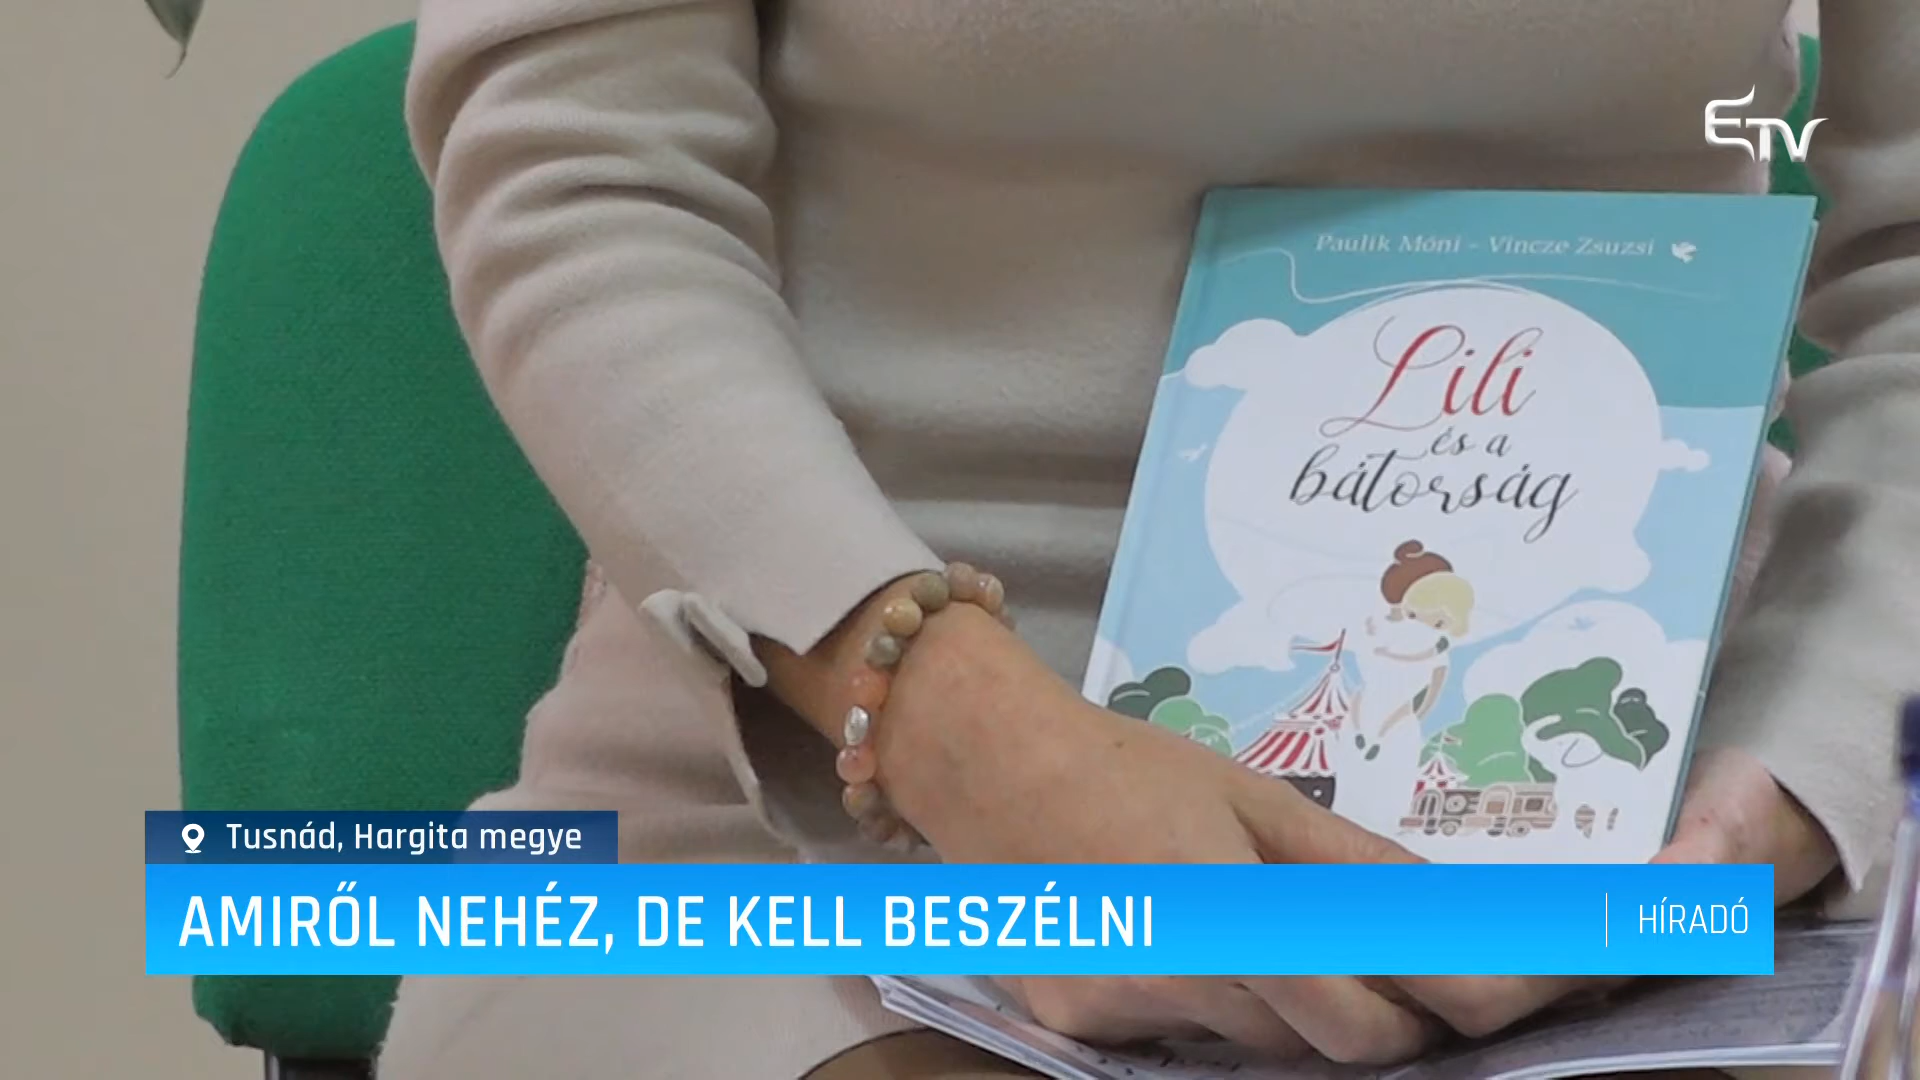 ETV
Paulik Móni - Vincze Zsuzsi
Lili
és a
bátorság
Tusnád, Hargita megye
AMIRŐL NEHÉZ, DE KELL BESZÉLNI
HÍRADÓ